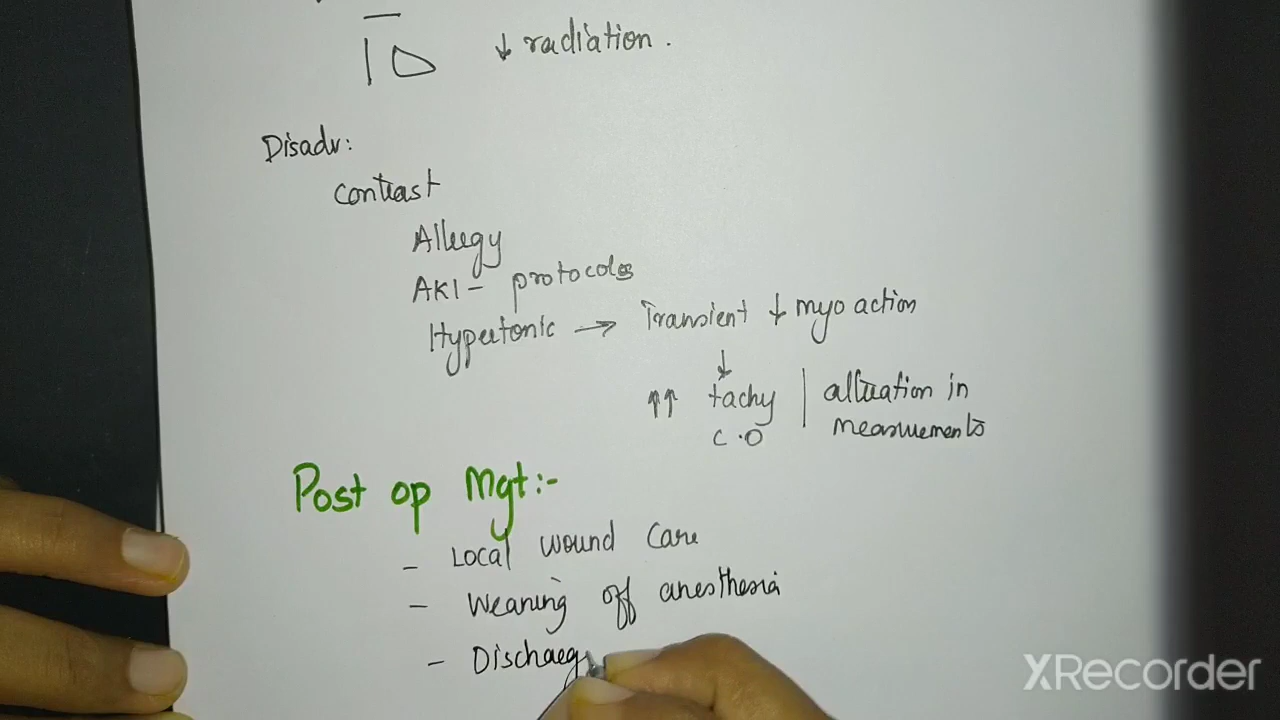 ↓ radiation.
Disadv:
contrast
Allergy
AKI - protocols
Hypertonic → Transient ↓ myo action
↓
↑↑ tachy | alteration in
C.O | measurements
Post op Mgt:-
- Local wound care
- Weaning off anesthesia
- Discharg
XRecorder